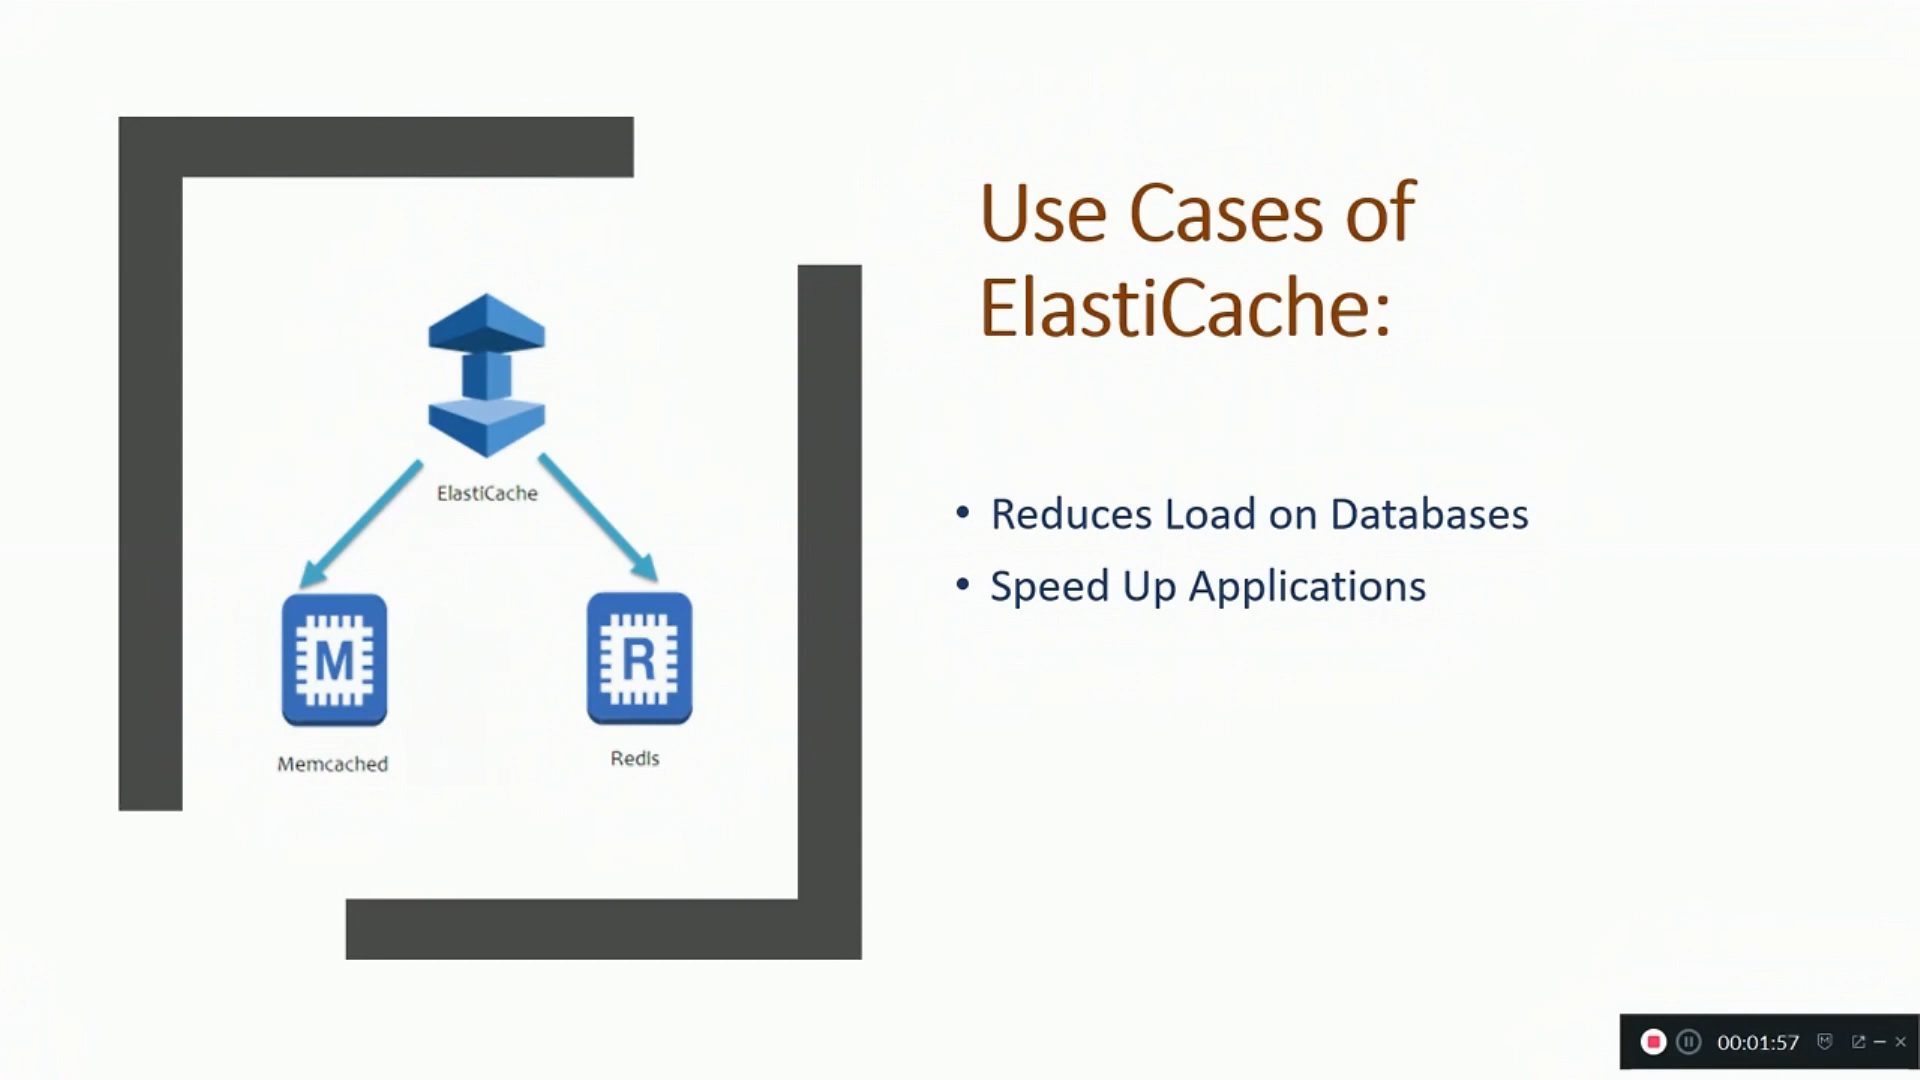 Use Cases of
ElastiCache:
ElastiCache
M
R
Memcached
Redis
• Reduces Load on Databases
• Speed Up Applications
00:01:57